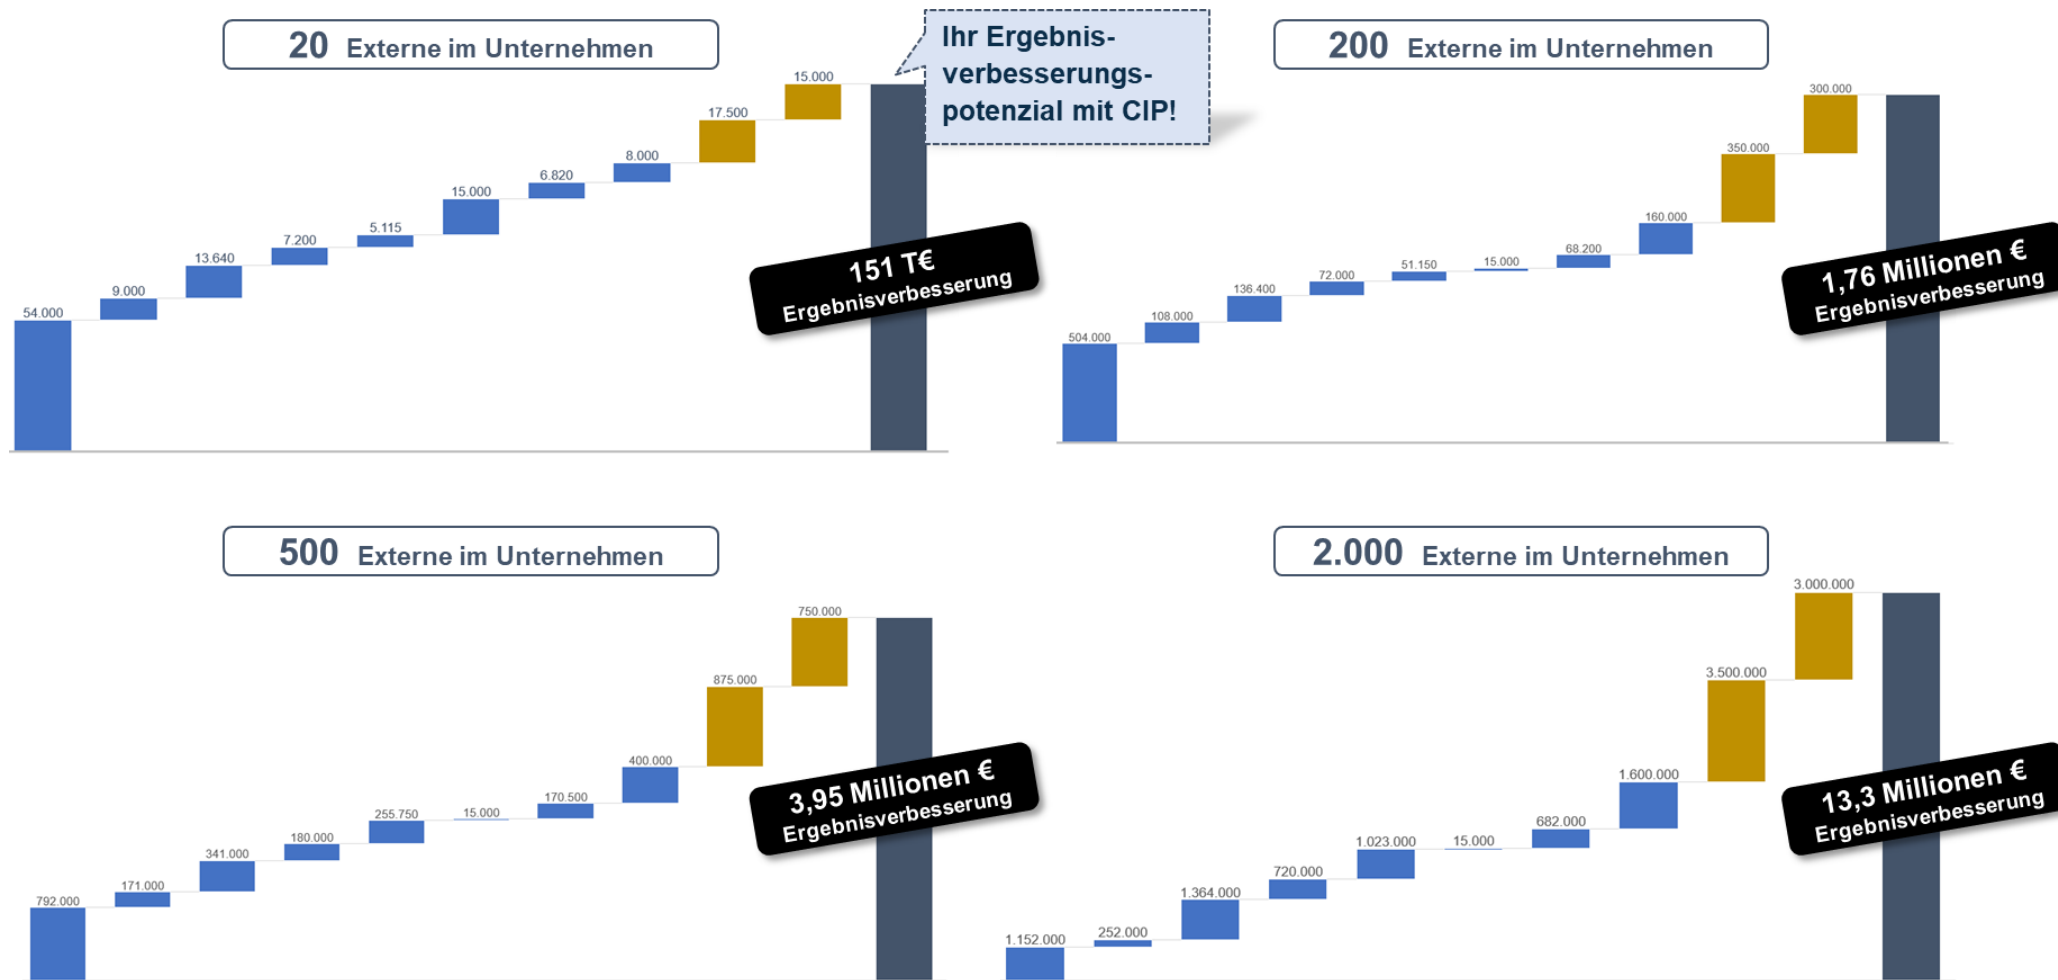 20 Externe im Unternehmen
Ihr Ergebnis-
verbesserungs-
potenzial mit CIP!
15.000
17.500
8.000
6.820
15.000
5.115
7.200
13.640
9.000
54.000
151 T€
Ergebnisverbesserung
200 Externe im Unternehmen
300.000
350.000
160.000
68.200
15.000
51.150
72.000
136.400
108.000
504.000
1,76 Millionen €
Ergebnisverbesserung
500 Externe im Unternehmen
750.000
875.000
400.000
170.500
15.000
255.750
180.000
341.000
171.000
792.000
3,95 Millionen €
Ergebnisverbesserung
2.000 Externe im Unternehmen
3.000.000
3.500.000
1.600.000
682.000
15.000
1.023.000
720.000
1.364.000
252.000
1.152.000
13,3 Millionen €
Ergebnisverbesserung